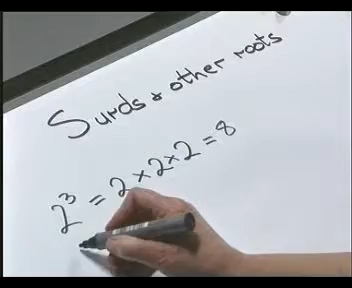 Surds & other roots
2³ = 2 × 2 × 2 = 8